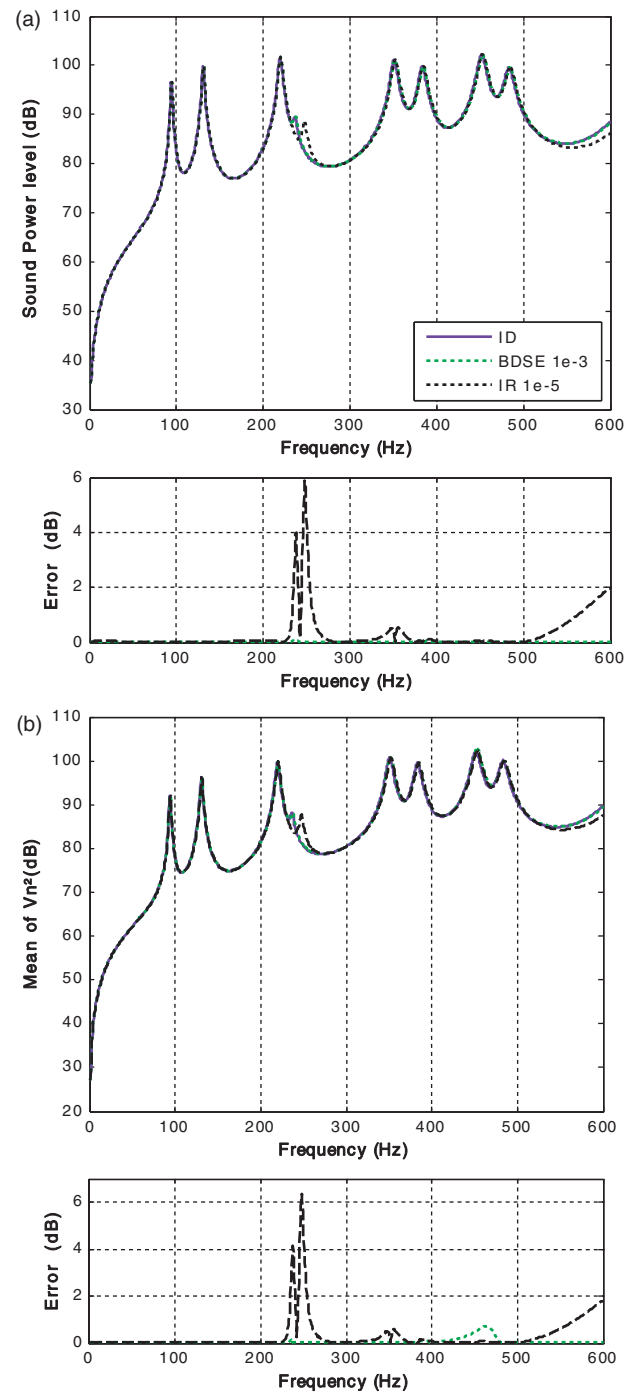 (a)
110
100
90
80
70
60
50
40
30
Sound Power level (dB)
ID
BDSE 1e-3
IR 1e-5
0 100 200 300 400 500 600
Frequency (Hz)
6
4
2
0
Error (dB)
0 100 200 300 400 500 600
Frequency (Hz)
(b)
110
100
90
80
70
60
50
40
30
20
Mean of Vn²(dB)
0 100 200 300 400 500 600
Frequency (Hz)
6
4
2
0
Error (dB)
0 100 200 300 400 500 600
Frequency (Hz)